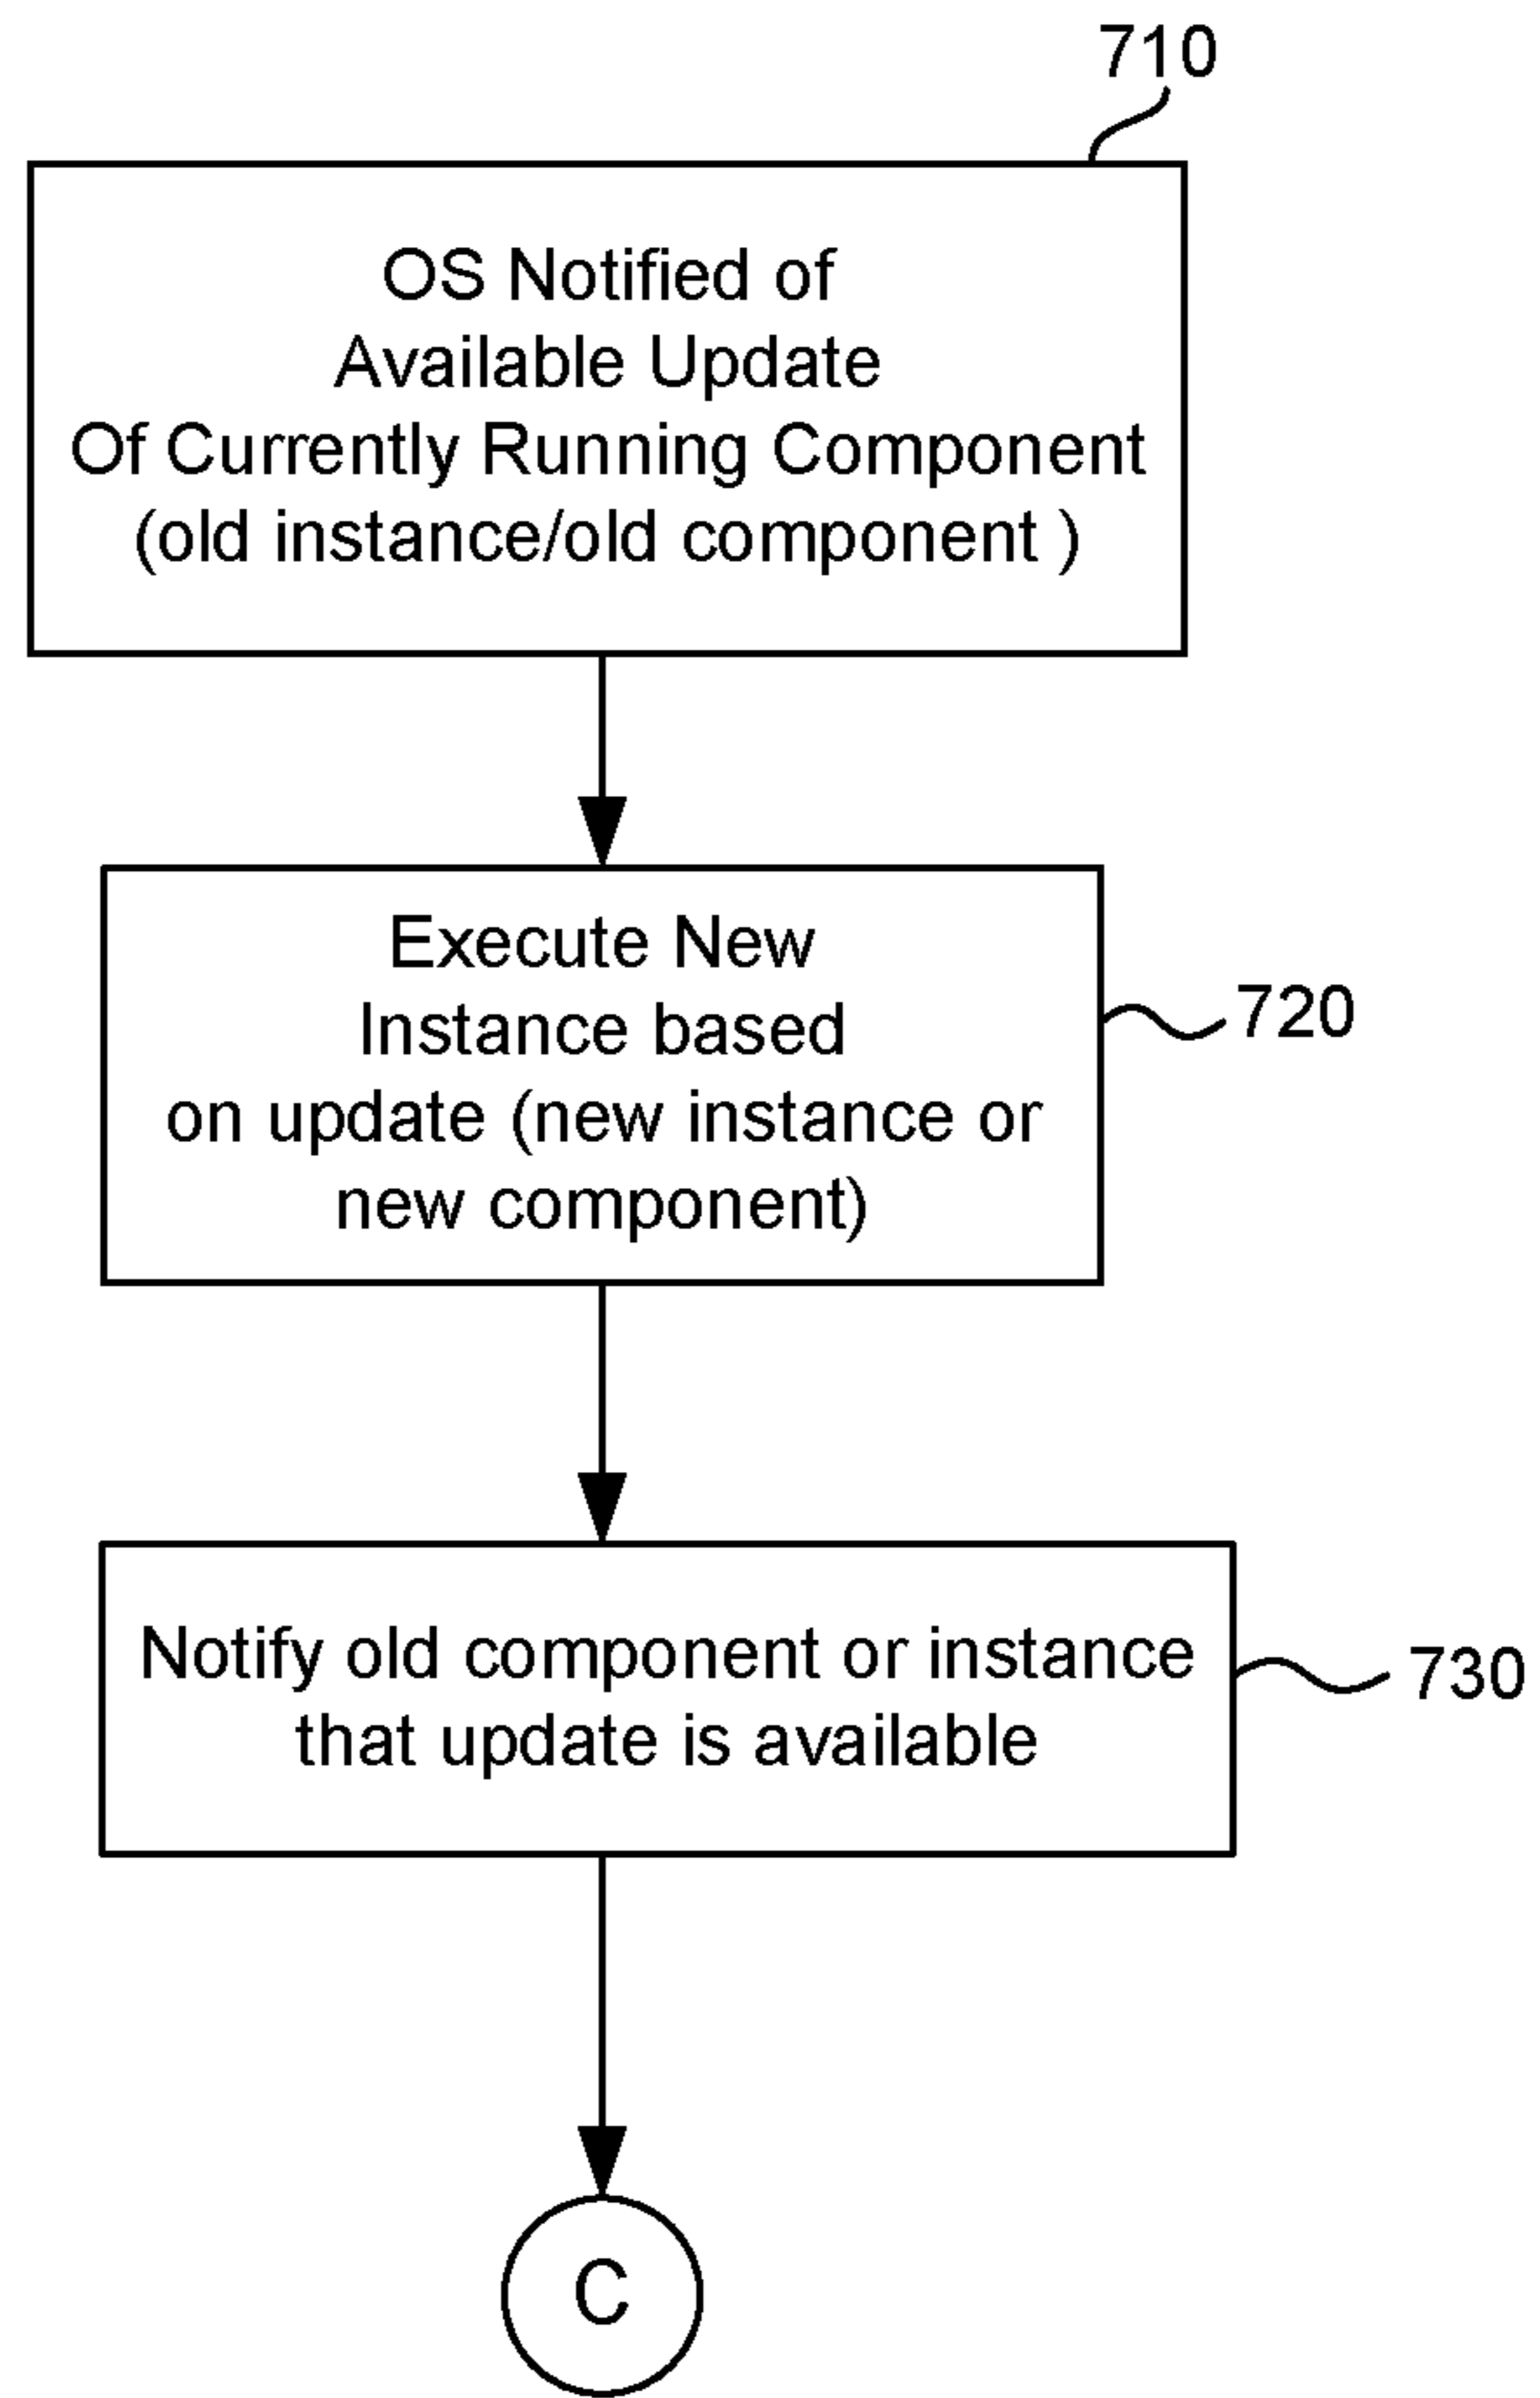 710
OS Notified of
Available Update
Of Currently Running Component
(old instance/old component )
Execute New
Instance based
on update (new instance or
new component)
720
Notify old component or instance
that update is available
730
C